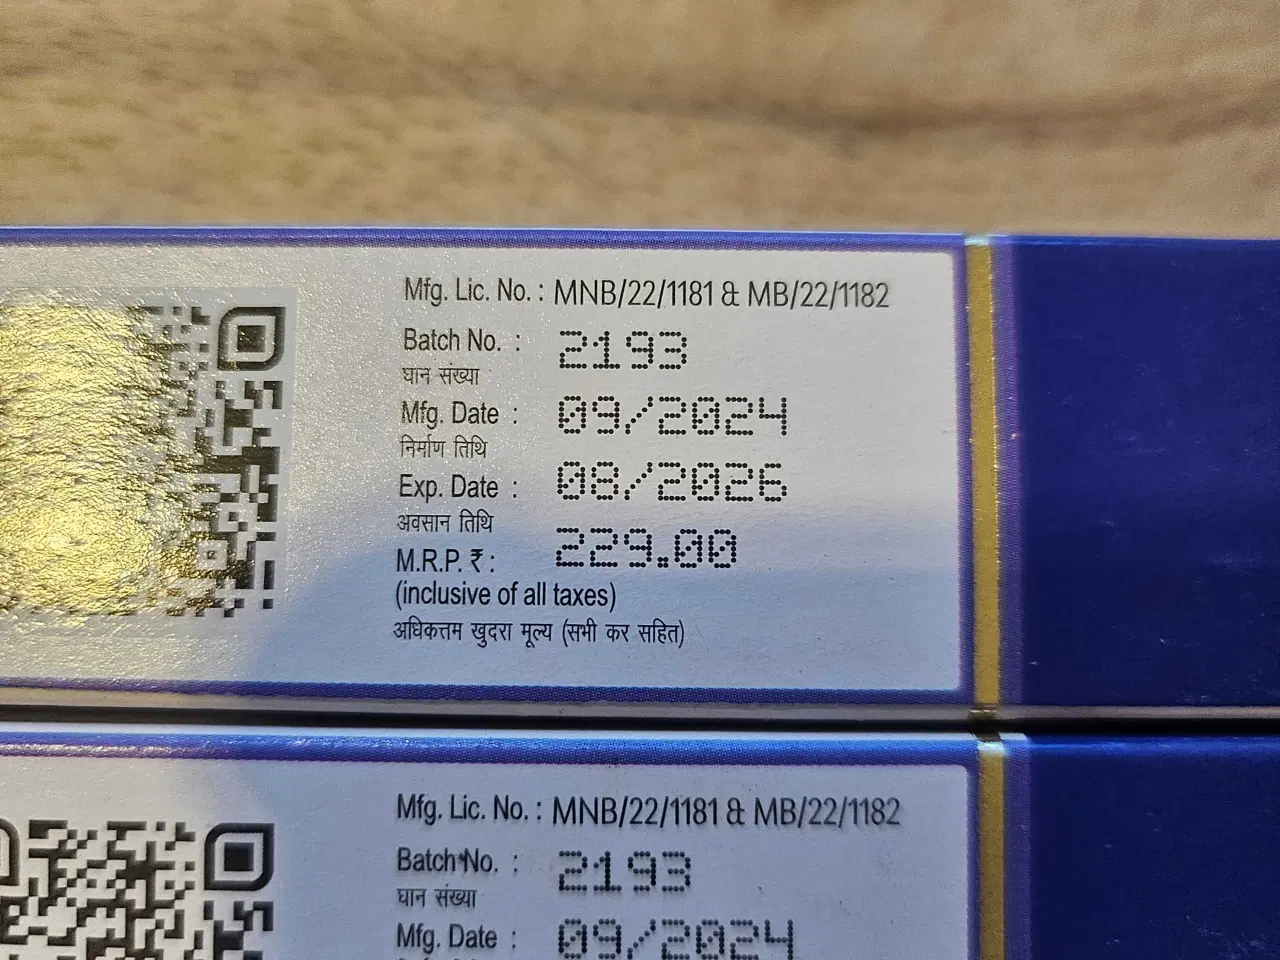 Mfg. Lic. No. : MNB/22/1181 & MB/22/1182
Batch No. : 2193
घान संख्या
Mfg. Date : 09/2024
निर्माण तिथि
Exp. Date : 08/2026
अवसान तिथि
M.R.P. ₹ : 229.00
(inclusive of all taxes)
अधिकत्तम खुदरा मूल्य (सभी कर सहित)
Mfg. Lic. No. : MNB/22/1181 & MB/22/1182
Batch No. : 2193
घान संख्या
Mfg. Date : 09/2024